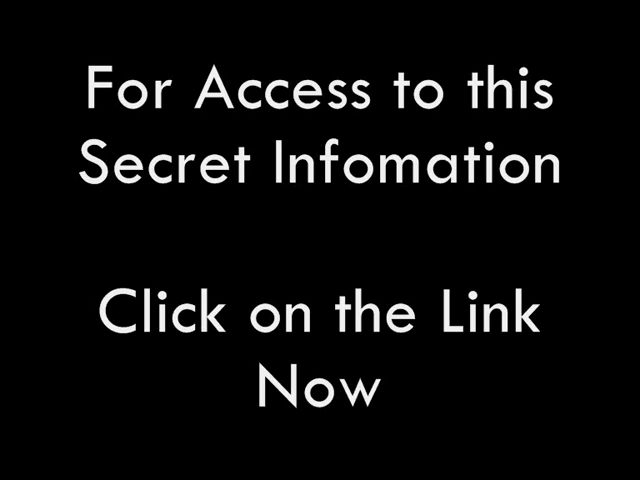 For Access to this
Secret Infomation
Click on the Link
Now